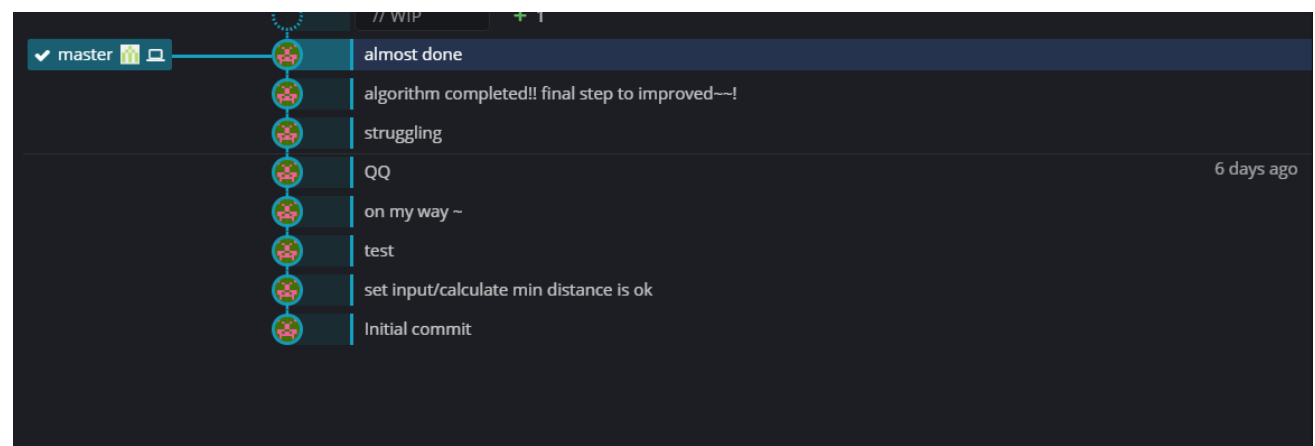 // WIP + 1
master almost done
algorithm completed!! final step to improved~~!
struggling
QQ 6 days ago
on my way ~
test
set input/calculate min distance is ok
Initial commit